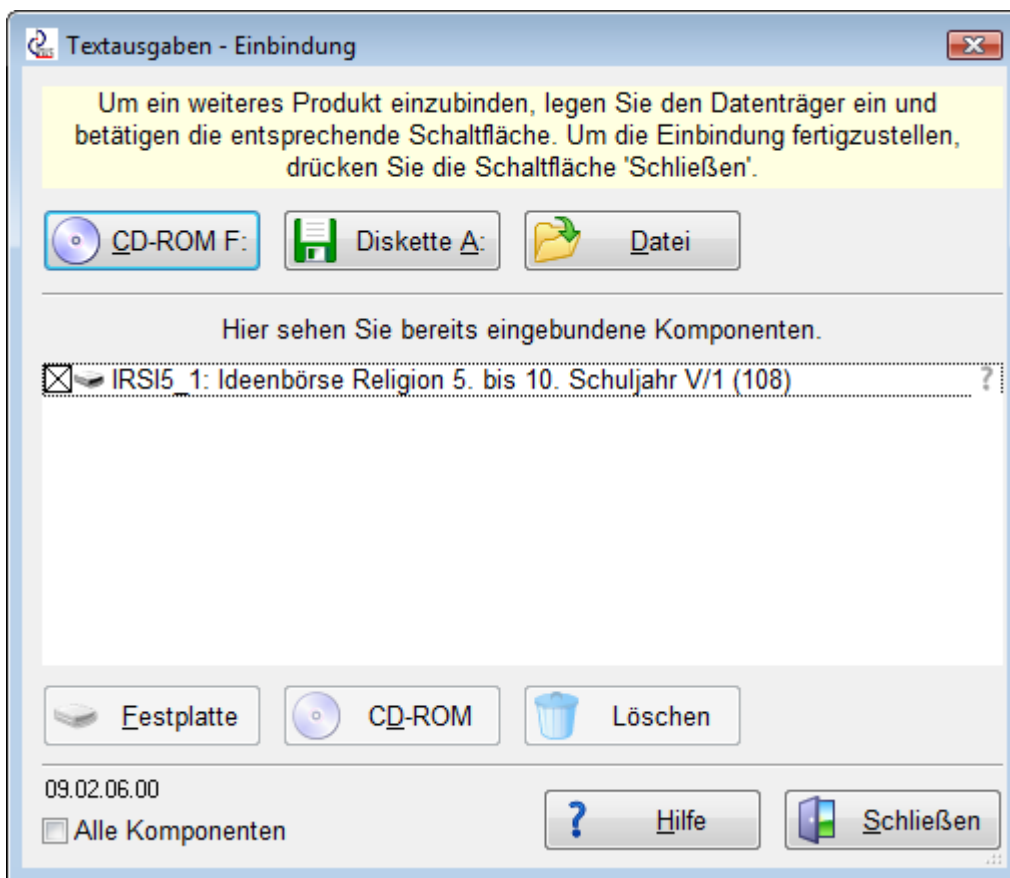 Textausgaben - Einbindung
Um ein weiteres Produkt einzubinden, legen Sie den Datenträger ein und
betätigen die entsprechende Schaltfläche. Um die Einbindung fertigzustellen,
drücken Sie die Schaltfläche 'Schließen'.
CD-ROM F: Diskette A: Datei
Hier sehen Sie bereits eingebundene Komponenten.
IRSI5_1: Ideenbörse Religion 5. bis 10. Schuljahr V/1 (108) ?
Festplatte CD-ROM Löschen
09.02.06.00
Alle Komponenten
? Hilfe Schließen